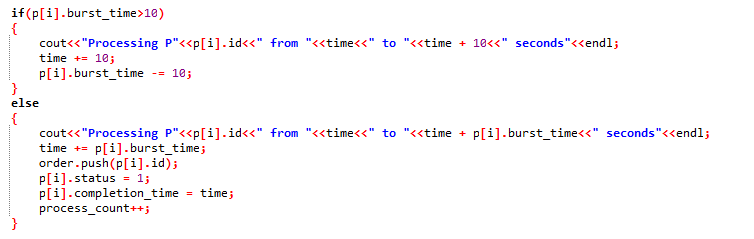 if(p[i].burst_time>10)
{
    cout<<"Processing P"<<p[i].id<<" from "<<time<<" to "<<time + 10<<" seconds"<<endl;
    time += 10;
    p[i].burst_time -= 10;
}
else
{
    cout<<"Processing P"<<p[i].id<<" from "<<time<<" to "<<time + p[i].burst_time<<" seconds"<<endl;
    time += p[i].burst_time;
    order.push(p[i].id);
    p[i].status = 1;
    p[i].completion_time = time;
    process_count++;
}